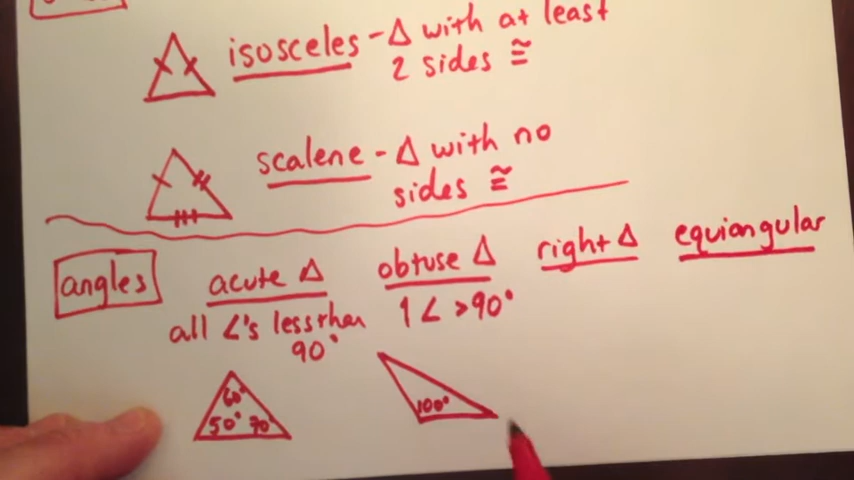 isosceles - Δ with at least
2 sides ≅
scalene - Δ with no
sides ≅
angles
acute Δ
all ∠'s less than
90°
obtuse Δ
1∠ >90°
right Δ
equiangular
60°
50° 70
100°